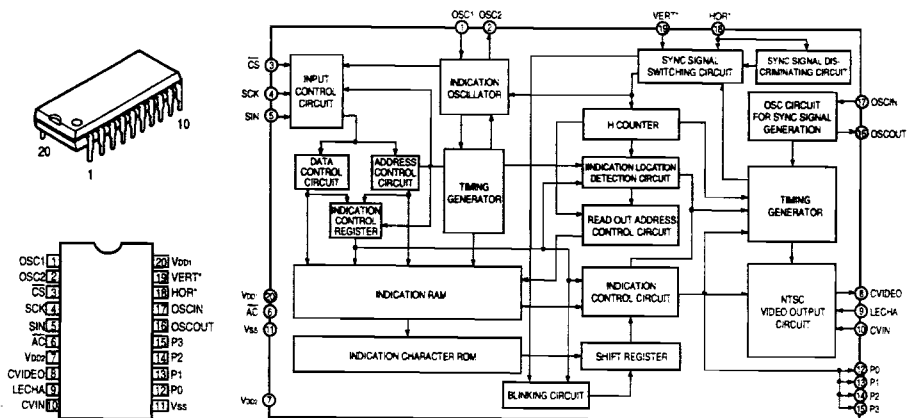 20
10
1
OSC1 1
OSC2 2
CS 3
SCK 4
SIN 5
AC 6
VDD2 7
CVIDEO 8
LECHA 9
CVIN 10
20 VDD1
19 VERT*
18 HOR*
17 OSCIN
16 OSCOUT
15 P3
14 P2
13 P1
12 P0
11 VSS
OSC1 OSC2
1 2
VERT* HOR*
19 18
CS 3
SCK 4
SIN 5
INPUT
CONTROL
CIRCUIT
INDICATION
OSCILLATOR
SYNC SIGNAL
SWITCHING CIRCUIT
SYNC SIGNAL DIS-
CRIMINATING CIRCUIT
H COUNTER
OSC CIRCUIT
FOR SYNC SIGNAL
GENERATION
17 OSCIN
16 OSCOUT
DATA
CONTROL
CIRCUIT
ADDRESS
CONTROL
CIRCUIT
TIMING
GENERATOR
INDICATION LOCATION
DETECTION CIRCUIT
TIMING
GENERATOR
INDICATION
CONTROL
REGISTER
READ OUT ADDRESS
CONTROL CIRCUIT
20
AC 6
VSS 11
INDICATION RAM
INDICATION
CONTROL CIRCUIT
NTSC
VIDEO OUTPUT
CIRCUIT
8 CVIDEO
9 LECHA
10 CVIN
INDICATION CHARACTER ROM
SHIFT REGISTER
VDD2 7
BLINKING CIRCUIT
12 P0
13 P1
14 P2
15 P3